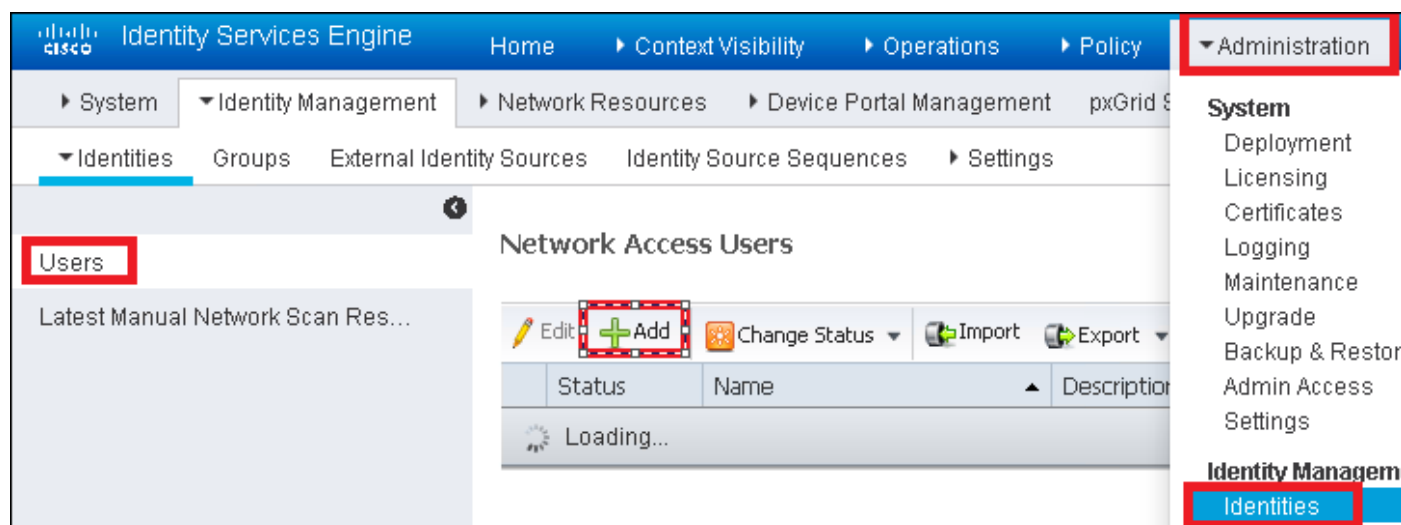 cisco Identity Services Engine Home Context Visibility Operations Policy Administration
System Identity Management Network Resources Device Portal Management pxGrid S
Identities Groups External Identity Sources Identity Source Sequences Settings
Users
Latest Manual Network Scan Res...
Network Access Users
Edit Add Change Status Import Export
Status Name Description
Loading...
System
Deployment
Licensing
Certificates
Logging
Maintenance
Upgrade
Backup & Restor
Admin Access
Settings
Identity Managem
Identities